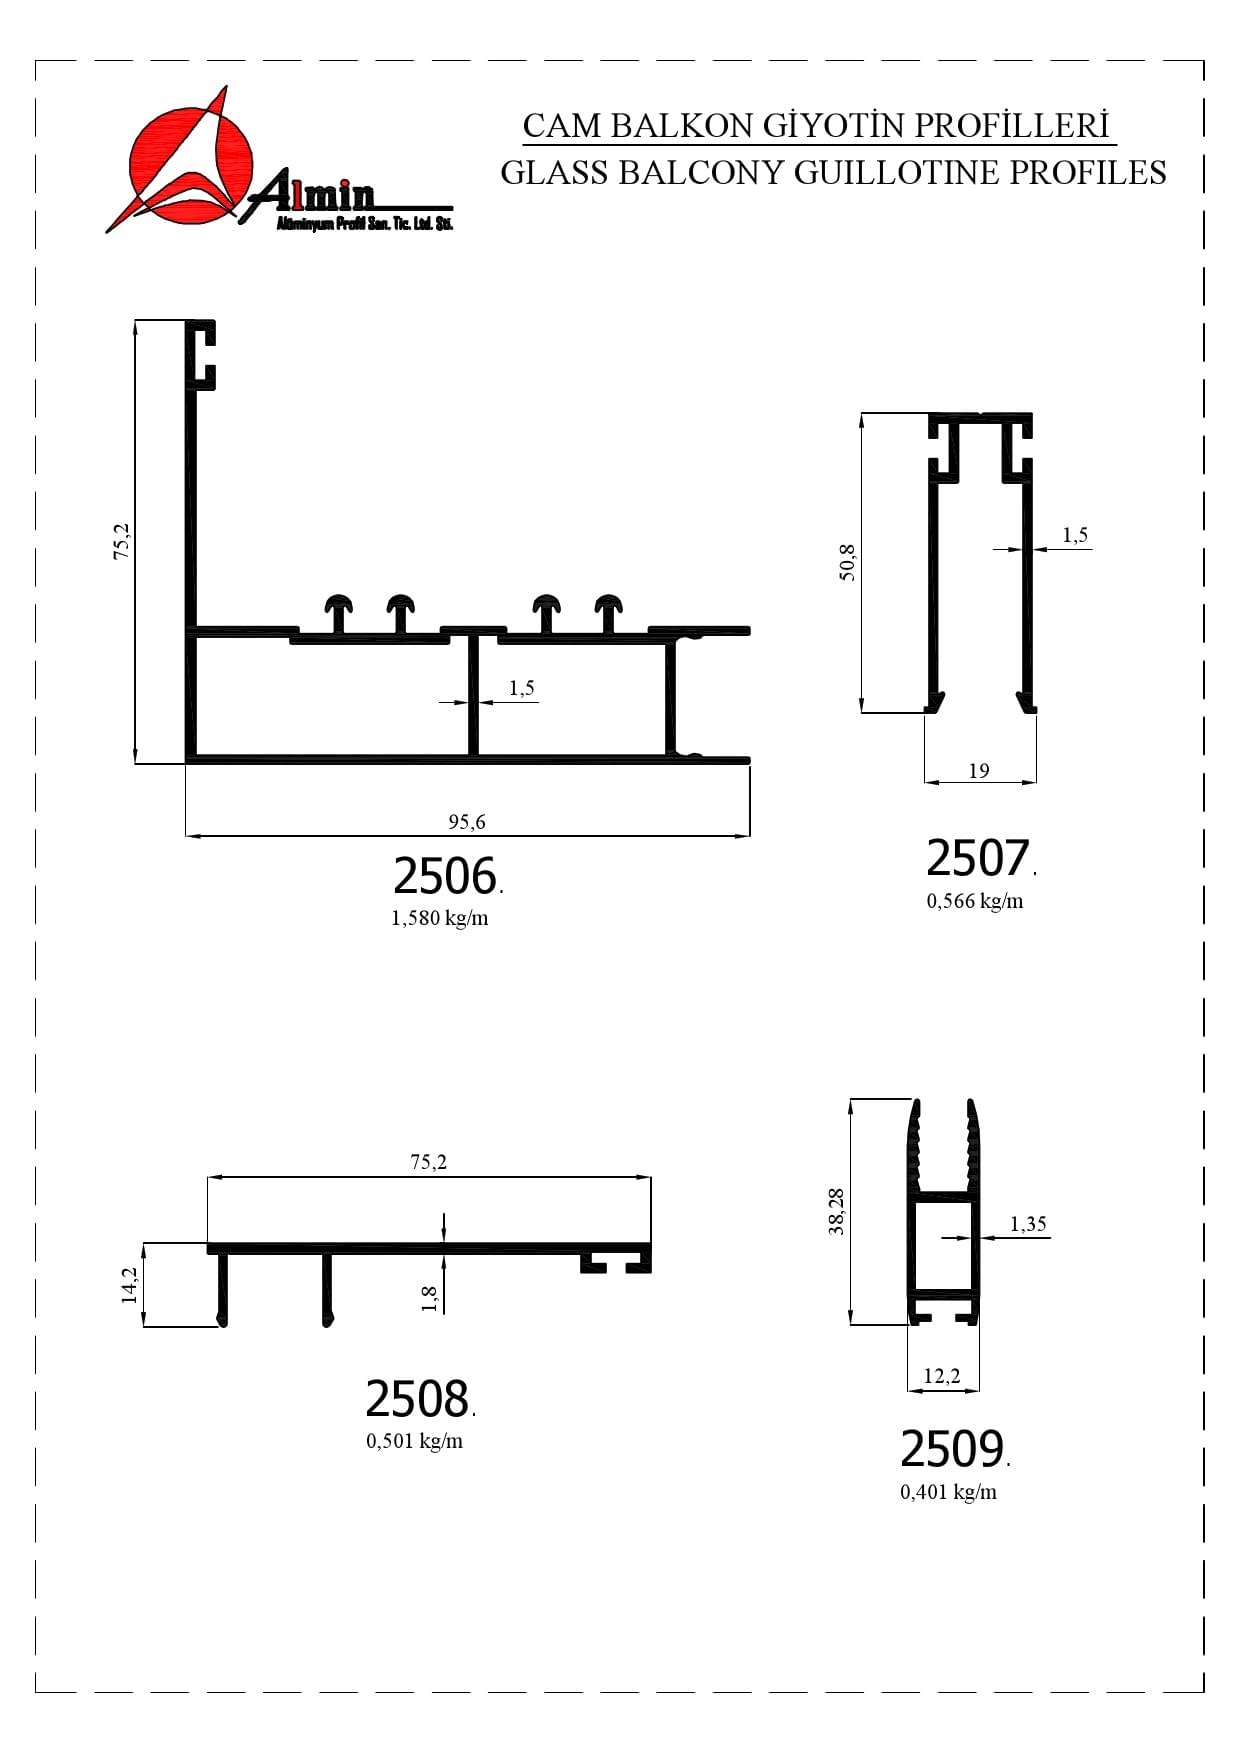 CAM BALKON GİYOTİN PROFİLLERİ
GLASS BALCONY GUILLOTINE PROFILES
Almin
Alüminyum Profil San. Tic. Ltd. Şti.
75,2
1,5
95,6
2506.
1,580 kg/m
50,8
1,5
19
2507.
0,566 kg/m
75,2
14,2
1,8
2508.
0,501 kg/m
38,28
1,35
12,2
2509.
0,401 kg/m